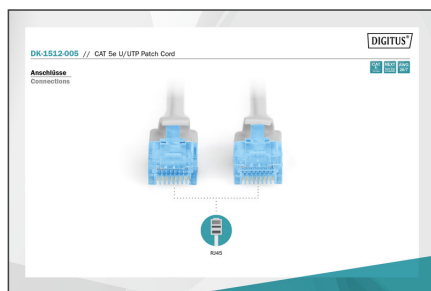 DIGITUS®
DK-1512-005 // CAT 5e U/UTP Patch Cord
Anschlüsse
Connections
RJ45